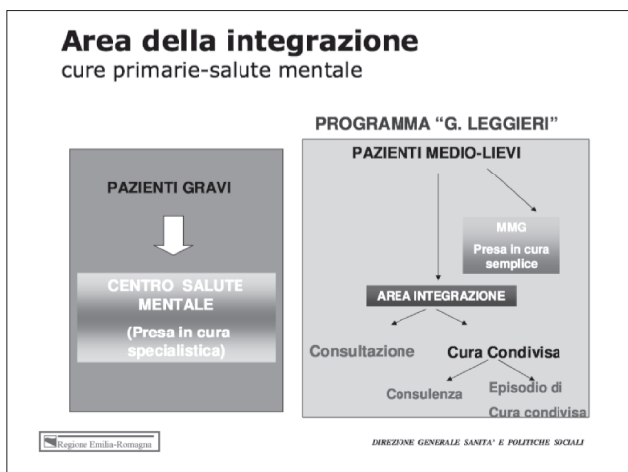 Area della integrazione
cure primarie-salute mentale
PROGRAMMA “G. LEGGIERI”
PAZIENTI GRAVI
CENTRO SALUTE
MENTALE
(Presa in cura
specialistica)
PAZIENTI MEDIO-LIEVI
MMG
Presa in cura
semplice
AREA INTEGRAZIONE
Consultazione
Cura Condivisa
Consulenza
Episodio di
Cura condivisa
Regione Emilia-Romagna
DIREZIONE GENERALE SANITA' E POLITICHE SOCIALI